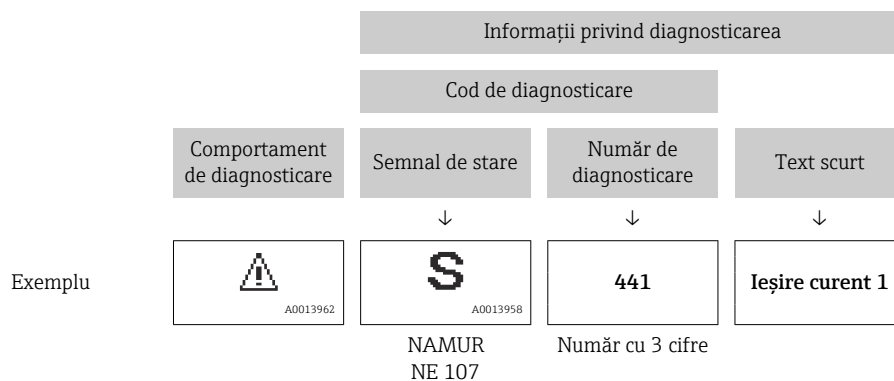 Informații privind diagnosticarea
Cod de diagnosticare
Comportament
de diagnosticare
Semnal de stare
Număr de
diagnosticare
Text scurt
↓ ↓ ↓
Exemplu
A0013962
S
A0013958
441
Ieșire curent 1
NAMUR
NE 107
Număr cu 3 cifre